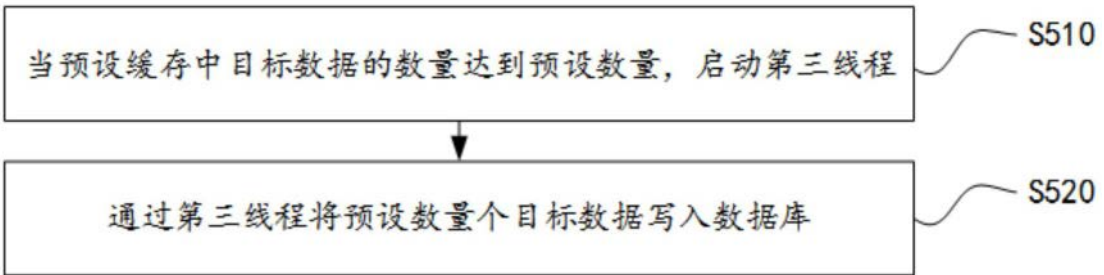 当预设缓存中目标数据的数量达到预设数量，启动第三线程
S510
通过第三线程将预设数量个目标数据写入数据库
S520